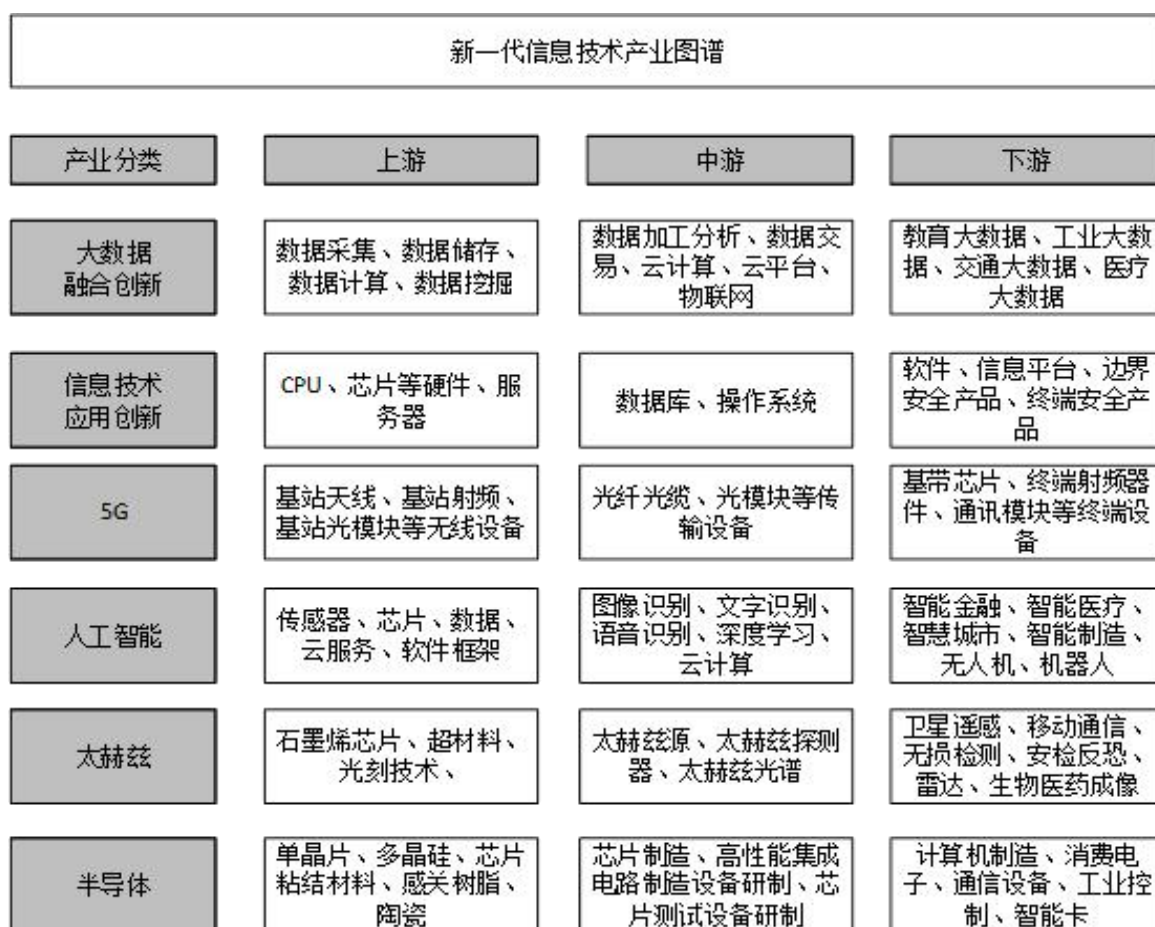 新一代信息技术产业图谱
产业分类
上游
中游
下游
大数据
融合创新
数据采集、数据储存、
数据计算、数据挖掘
数据加工分析、数据交
易、云计算、云平台、
物联网
教育大数据、工业大数
据、交通大数据、医疗
大数据
信息技术
应用创新
CPU、芯片等硬件、服
务器
数据库、操作系统
软件、信息平台、边界
安全产品、终端安全产
品
5G
基站天线、基站射频、
基站光模块等无线设备
光纤光缆、光模块等传
输设备
基带芯片、终端射频器
件、通讯模块等终端设
备
人工智能
传感器、芯片、数据、
云服务、软件框架
图像识别、文字识别、
语音识别、深度学习、
云计算
智能金融、智能医疗、
智慧城市、智能制造、
无人机、机器人
太赫兹
石墨烯芯片、超材料、
光刻技术、
太赫兹源、太赫兹探测
器、太赫兹光谱
卫星遥感、移动通信、
无损检测、安检反恐、
雷达、生物医药成像
半导体
单晶片、多晶硅、芯片
粘结材料、感关树脂、
陶瓷
芯片制造、高性能集成
电路制造设备研制、芯
片测试设备研制
计算机制造、消费电
子、通信设备、工业控
制、智能卡